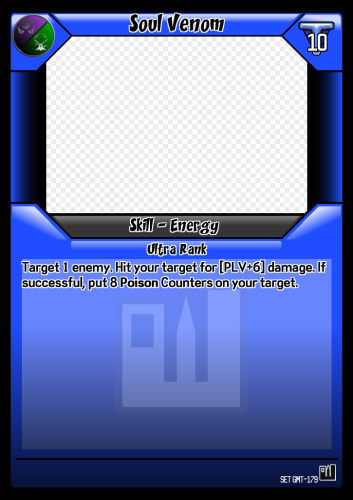 Soul Venom
10
Skill - Energy
Ultra Rank
Target 1 enemy. Hit your target for [PLV+6] damage. If
successful, put 8 Poison Counters on your target.
SET GMT-179